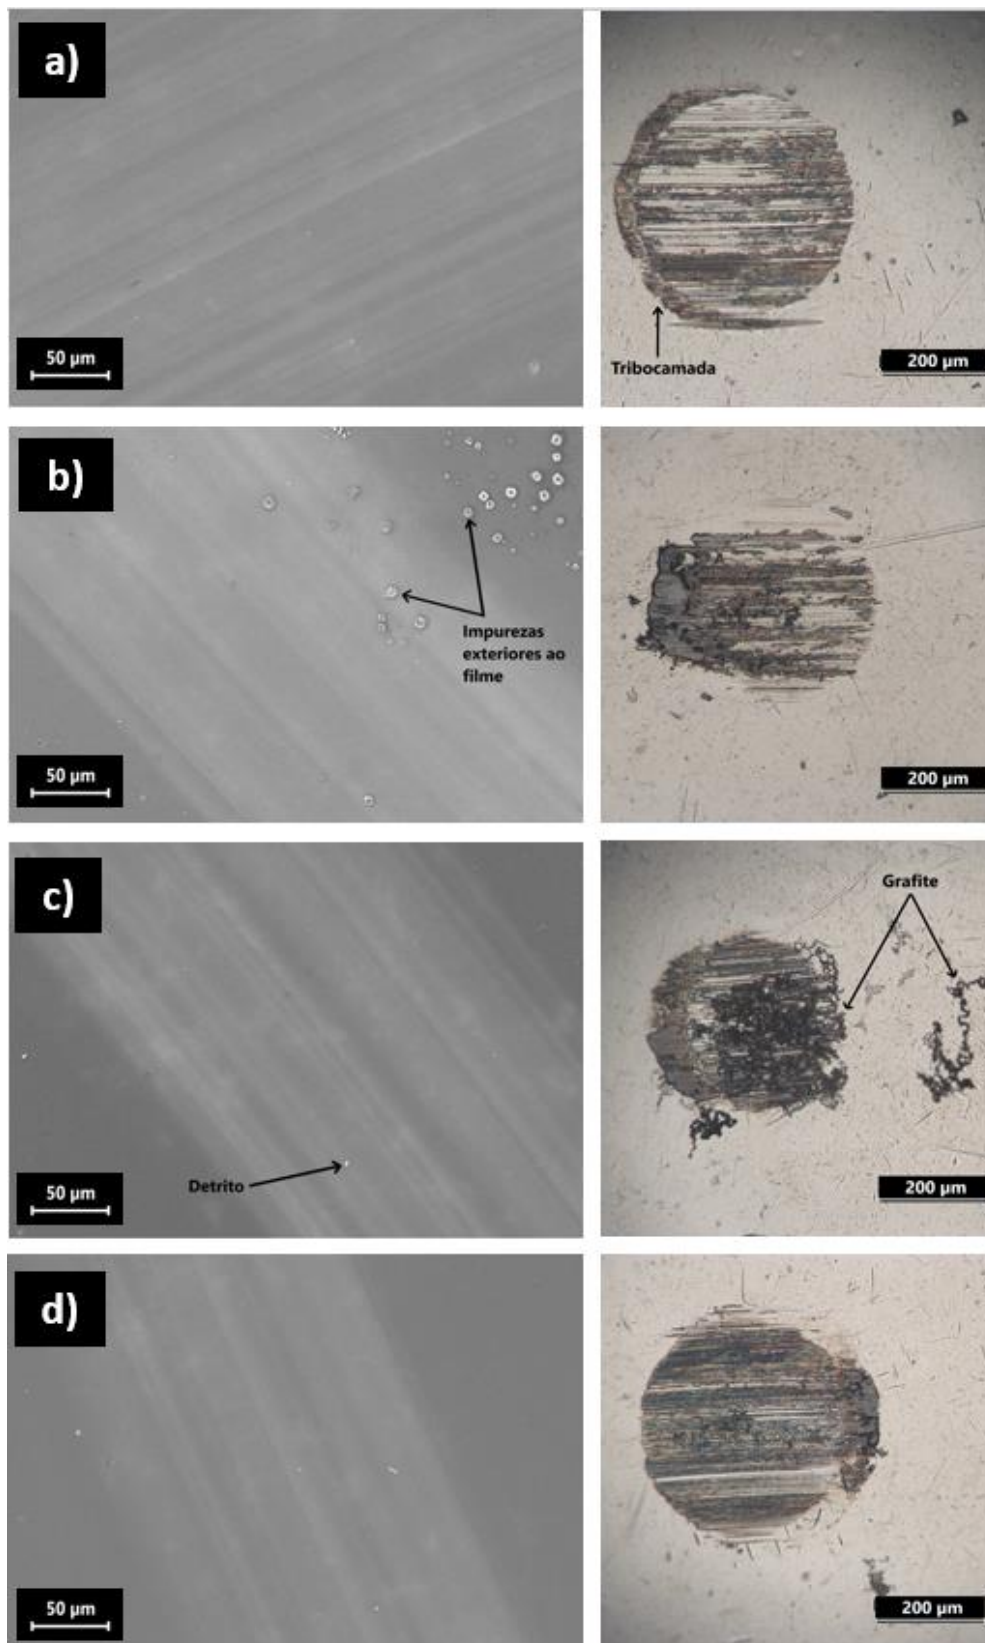 a)
50 µm
Tribocamada
200 µm
b)
Impurezas
exteriores ao
filme
50 µm
200 µm
c)
Detrito
50 µm
Grafite
200 µm
d)
50 µm
200 µm